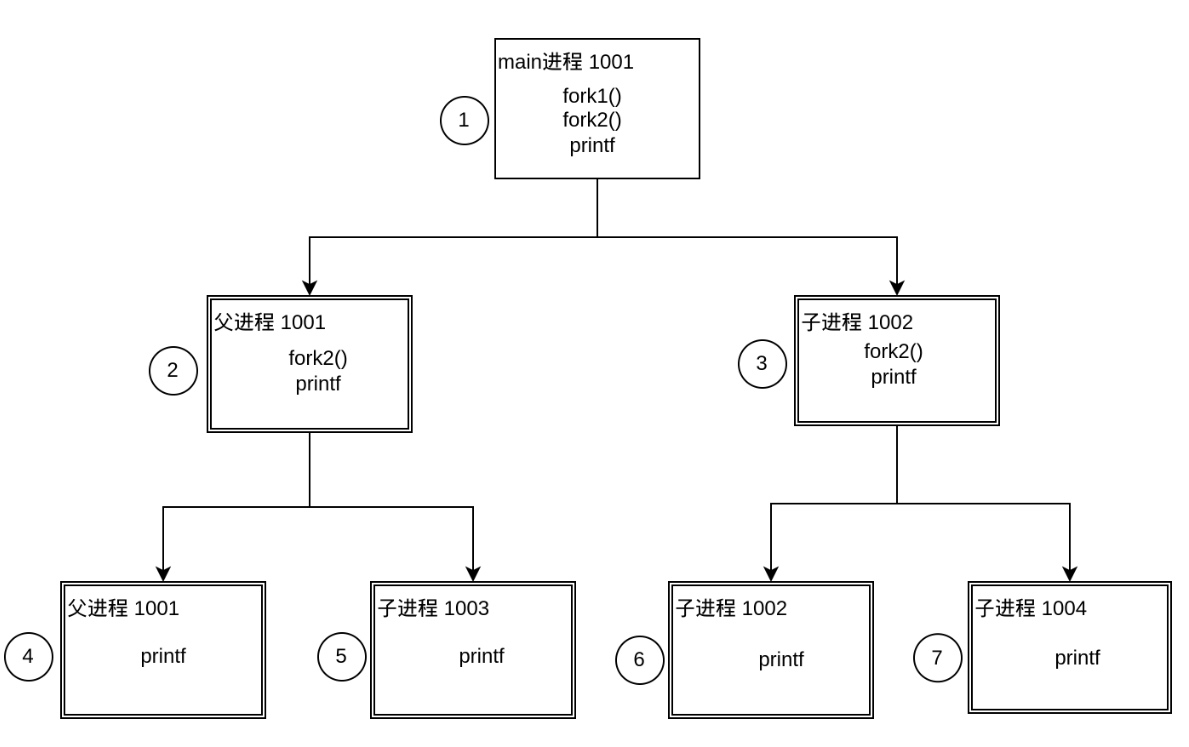 main进程 1001
fork1()
fork2()
printf
1
父进程 1001
fork2()
printf
2
子进程 1002
fork2()
printf
3
父进程 1001
printf
4
子进程 1003
printf
5
子进程 1002
printf
6
子进程 1004
printf
7